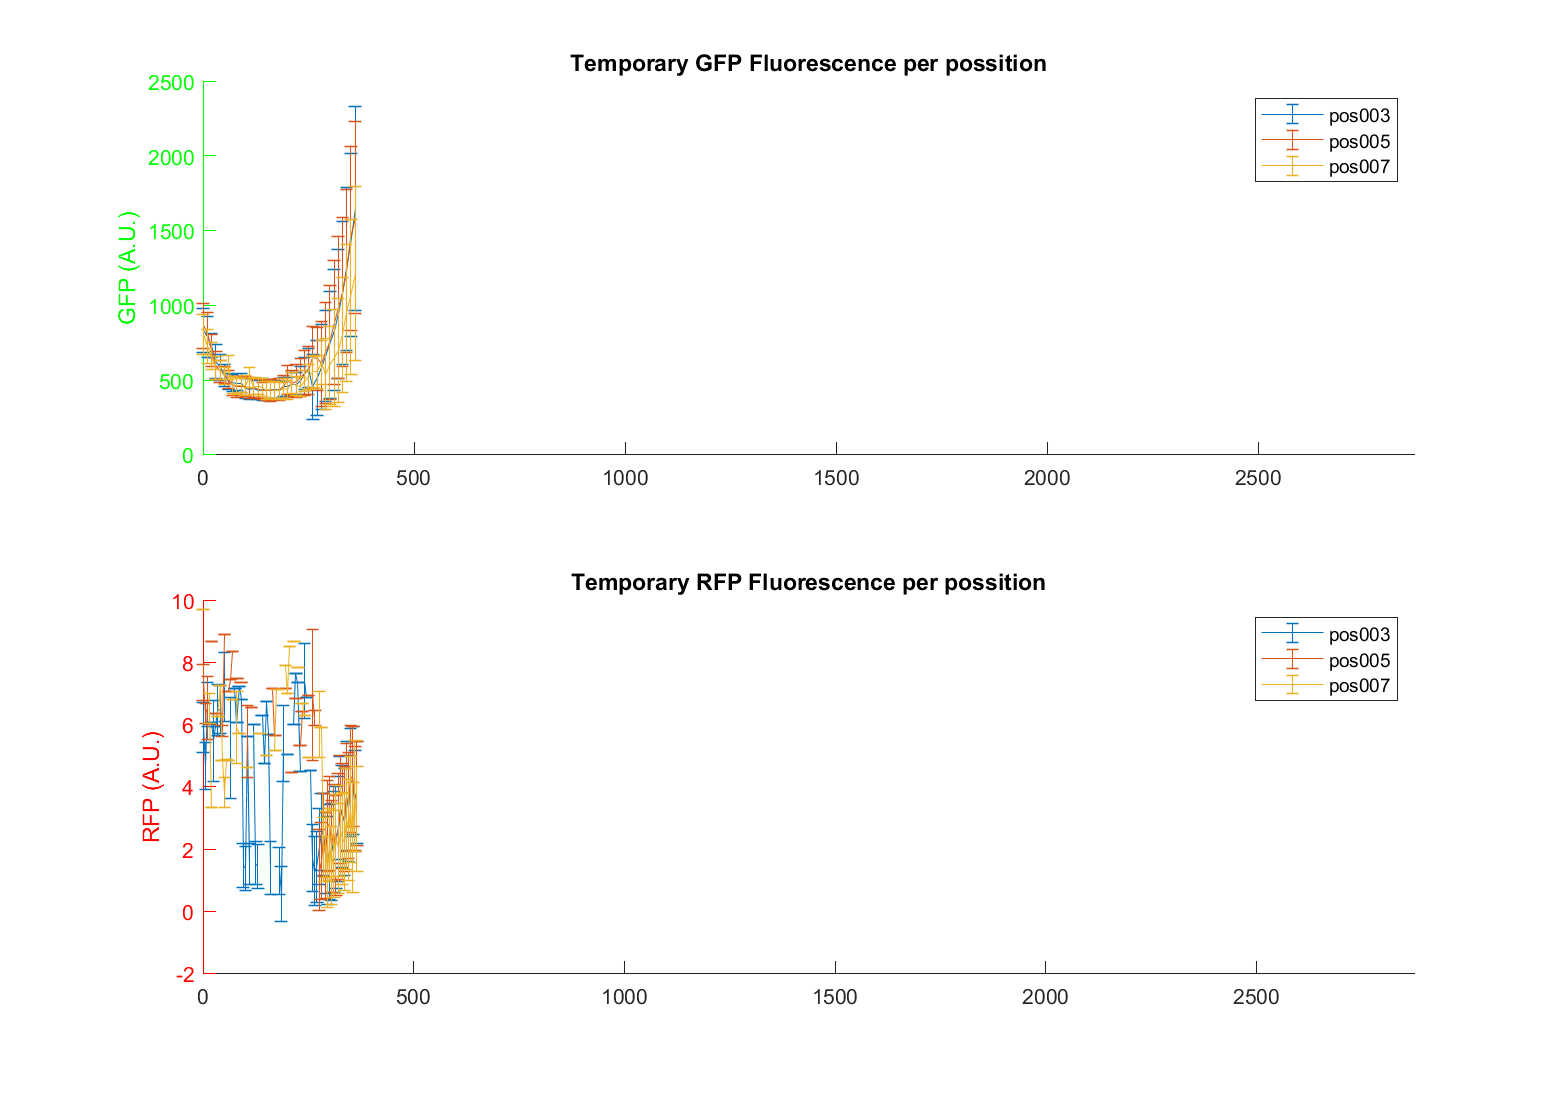 Temporary GFP Fluorescence per possition
GFP (A.U.)
2500
2000
1500
1000
500
0
0 500 1000 1500 2000 2500
pos003
pos005
pos007
Temporary RFP Fluorescence per possition
RFP (A.U.)
10
8
6
4
2
0
-2
0 500 1000 1500 2000 2500
pos003
pos005
pos007